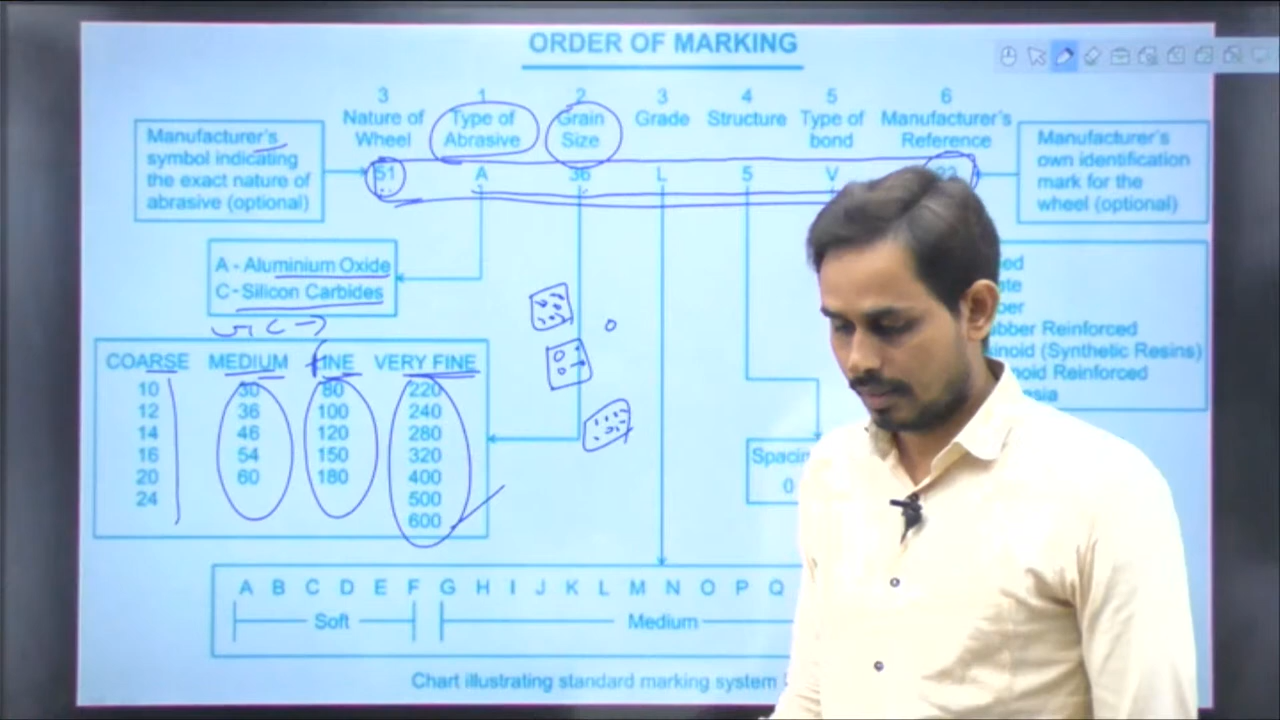 ORDER OF MARKING
3 1 2 3 4 5 6
Nature of Wheel
Type of Abrasive
Grain Size
Grade
Structure
Type of bond
Manufacturer's Reference
Manufacturer's
symbol indicating
the exact nature of
abrasive (optional)
51 A 36 L 5 V
Manufacturer's
own identification
mark for the
wheel (optional)
A - Aluminium Oxide
C - Silicon Carbides
COARSE MEDIUM FINE VERY FINE
10 30 80 220
12 36 100 240
14 46 120 280
16 54 150 320
20 60 180 400
24 500
600
Reinforced
(Synthetic Resins)
Reinforced
0
A B C D E F G H I J K L M N O P Q
Soft Medium
Chart illustrating standard marking system